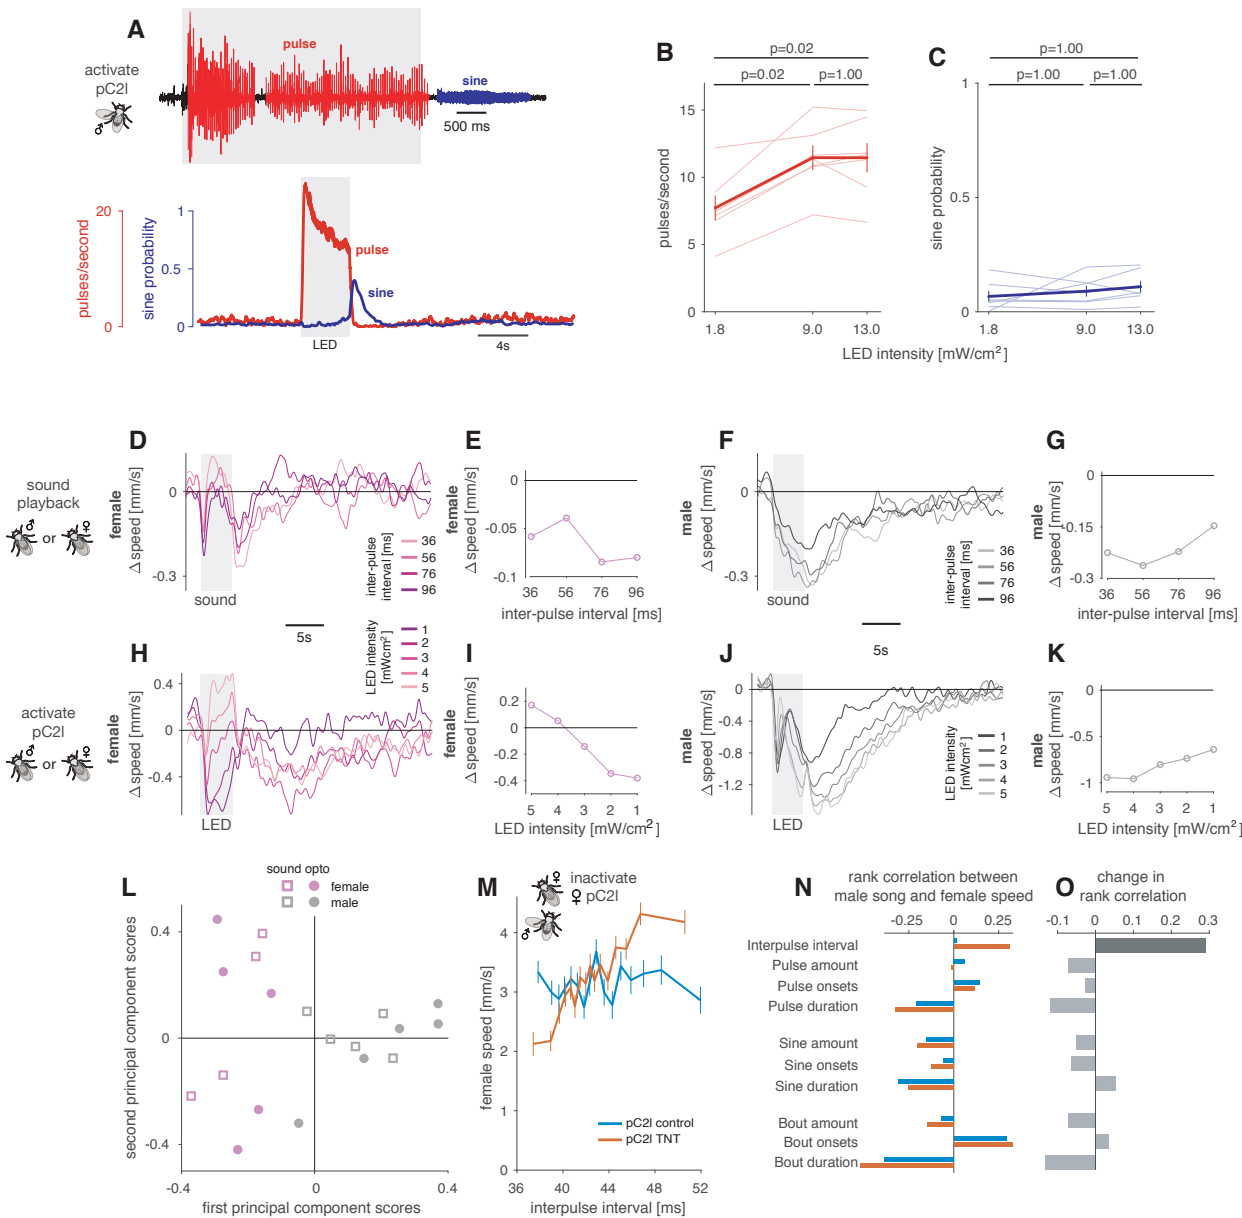 A
activate
pC2l
♂
pulse
sine
500 ms
pulses/second
20
0
sine probability
1
0.5
0
pulse
sine
LED
4s
B
p=0.02
p=0.02
p=1.00
pulses/second
15
10
5
0
1.8
9.0
13.0
C
p=1.00
p=1.00
p=1.00
sine probability
1
0.5
0
1.8
9.0
13.0
LED intensity [mW/cm²]
sound
playback
♂ or ♀
D
female
Δ speed [mm/s]
0
-0.3
sound
inter-pulse
interval [ms]
36
56
76
96
5s
E
female
Δ speed [mm/s]
0
-0.05
-0.1
36 56 76 96
inter-pulse interval [ms]
F
male
Δ speed [mm/s]
0
-0.3
sound
inter-pulse
interval [ms]
36
56
76
96
5s
G
male
Δ speed [mm/s]
0
-0.15
-0.3
36 56 76 96
inter-pulse interval [ms]
activate
pC2l
♂ or ♀
H
female
Δ speed [mm/s]
0.4
0
-0.4
LED
LED intensity
[mWcm²]
1
2
3
4
5
I
female
Δ speed [mm/s]
0.2
0
-0.2
-0.4
5 4 3 2 1
LED intensity [mW/cm²]
J
male
Δ speed [mm/s]
0
-0.4
-0.8
-1.2
LED
LED intensity
[mWcm²]
1
2
3
4
5
K
male
Δ speed [mm/s]
0
-0.5
-1
5 4 3 2 1
LED intensity [mW/cm²]
L
sound opto
female
male
second principal component scores
0.4
0
-0.4
-0.4 0 0.4
first principal component scores
M
♀ inactivate
♀ pC2l
♂
female speed [mm/s]
4
3
2
1
0
pC2l control
pC2l TNT
36 40 44 48 52
interpulse interval [ms]
N
rank correlation between
male song and female speed
-0.25 0 0.25
Interpulse interval
Pulse amount
Pulse onsets
Pulse duration
Sine amount
Sine onsets
Sine duration
Bout amount
Bout onsets
Bout duration
O
change in
rank correlation
-0.1 0 0.1 0.3